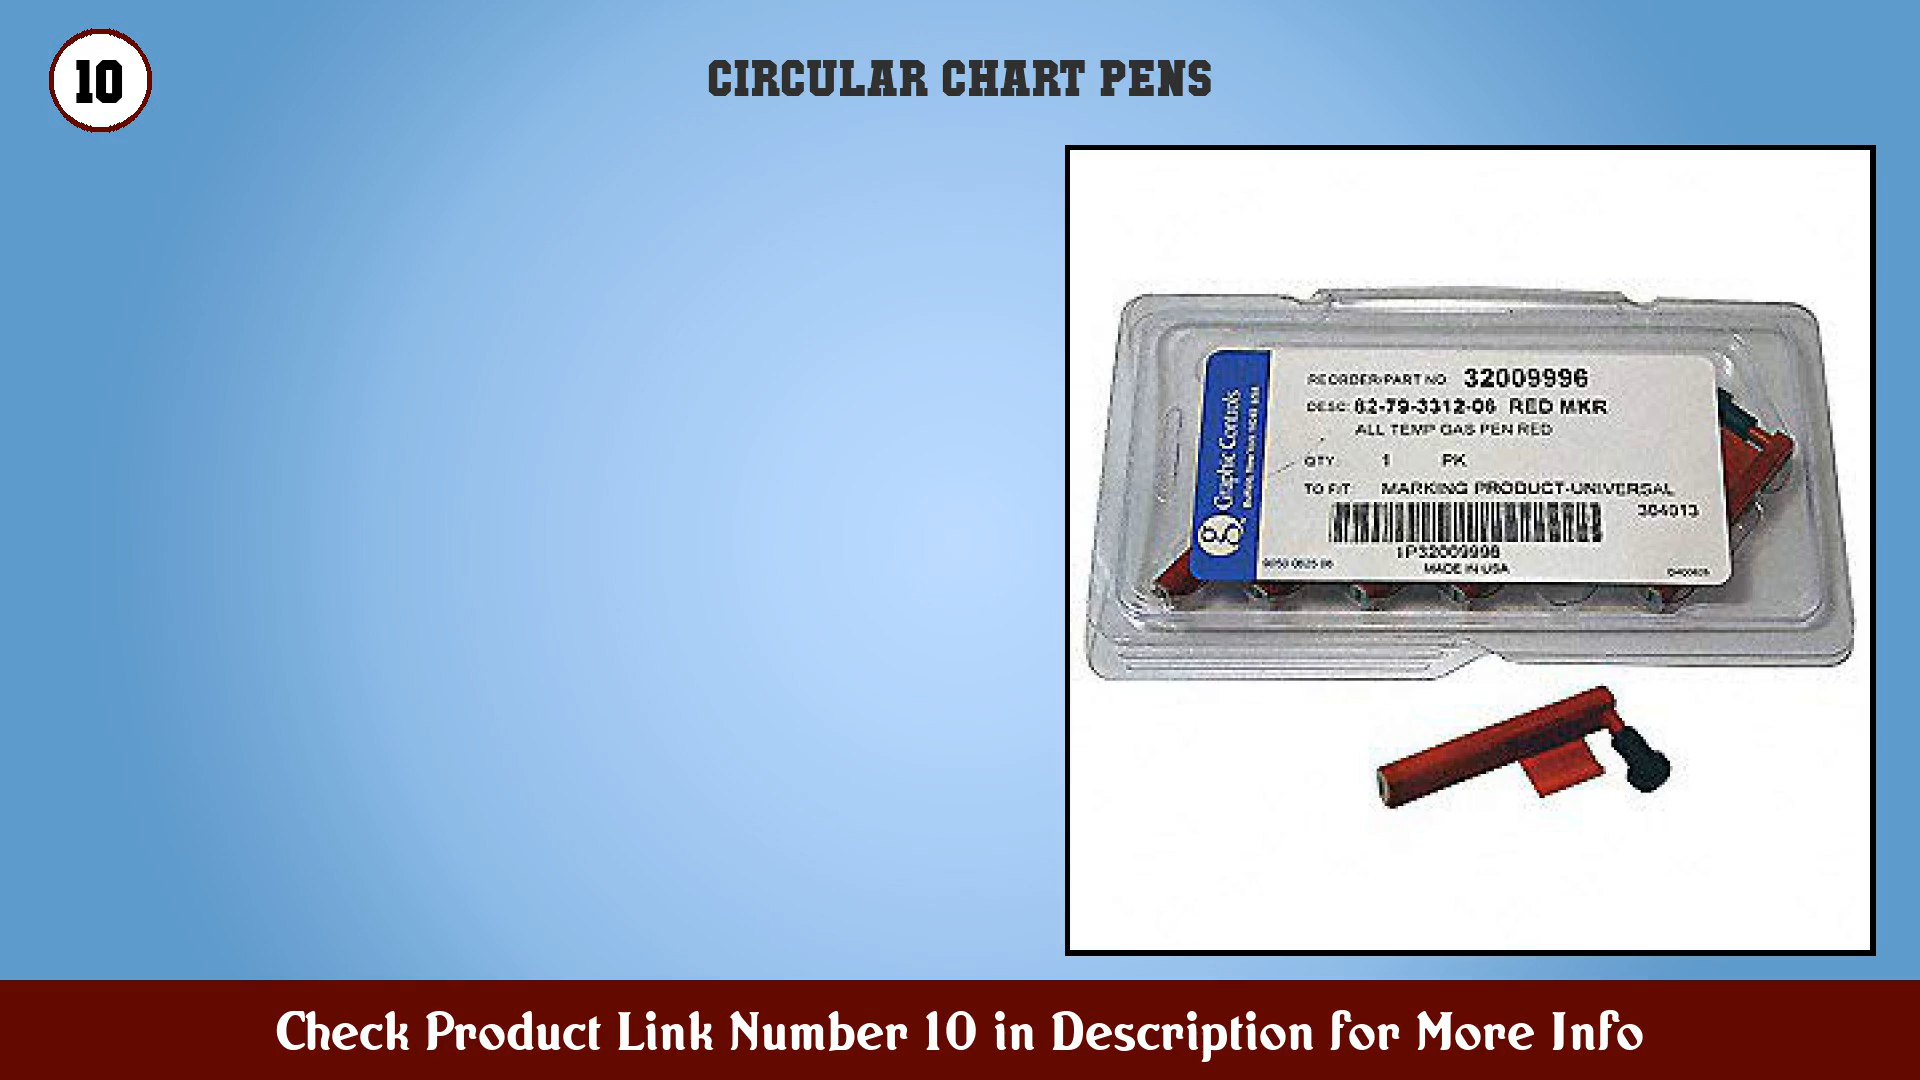 10
CIRCULAR CHART PENS
REORDER/PART NO 32009996
DESC: 82-79-3312-06 RED MKR
ALL TEMP GAS PEN RED
QTY 1 PK
TO FIT MARKING PRODUCT-UNIVERSAL
MADE IN USA
Graphic Controls
Check Product Link Number 10 in Description for More Info